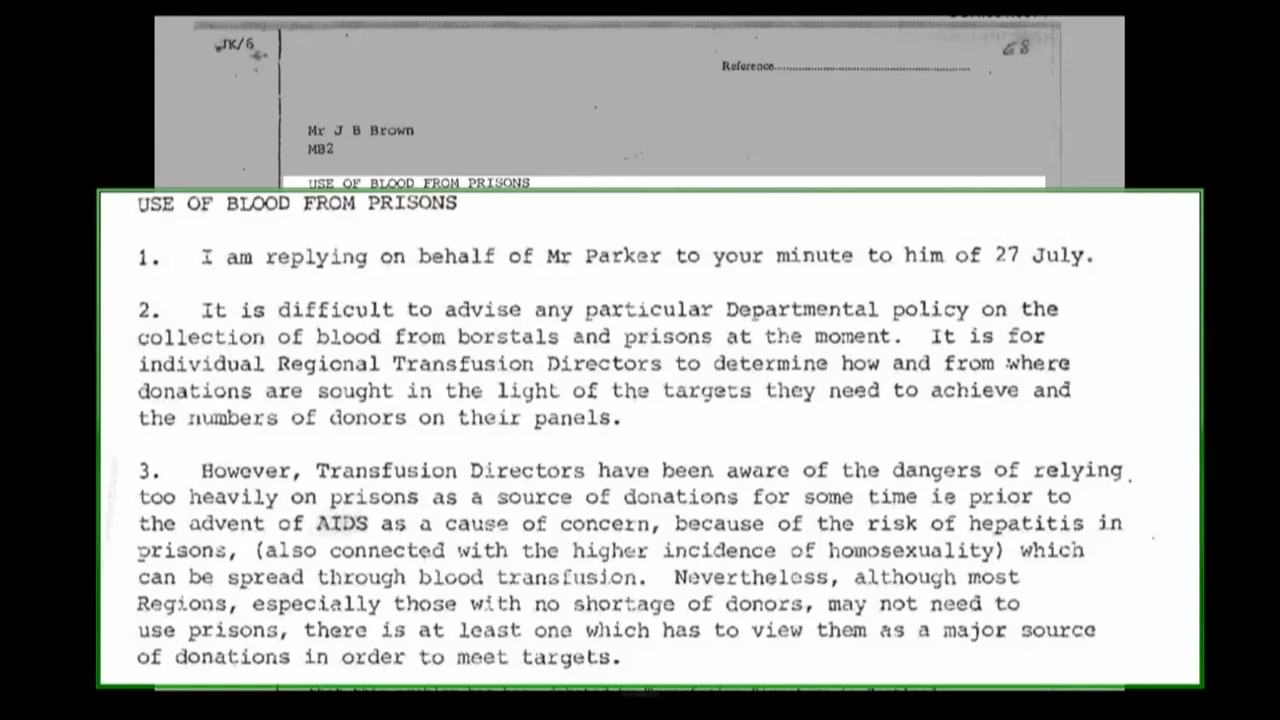 JK/6
68
Reference
Mr J B Brown
MB2
USE OF BLOOD FROM PRISONS
USE OF BLOOD FROM PRISONS
1. I am replying on behalf of Mr Parker to your minute to him of 27 July.
2. It is difficult to advise any particular Departmental policy on the
collection of blood from borstals and prisons at the moment. It is for
individual Regional Transfusion Directors to determine how and from where
donations are sought in the light of the targets they need to achieve and
the numbers of donors on their panels.
3. However, Transfusion Directors have been aware of the dangers of relying
too heavily on prisons as a source of donations for some time ie prior to
the advent of AIDS as a cause of concern, because of the risk of hepatitis in
prisons, (also connected with the higher incidence of homosexuality) which
can be spread through blood transfusion. Nevertheless, although most
Regions, especially those with no shortage of donors, may not need to
use prisons, there is at least one which has to view them as a major source
of donations in order to meet targets.